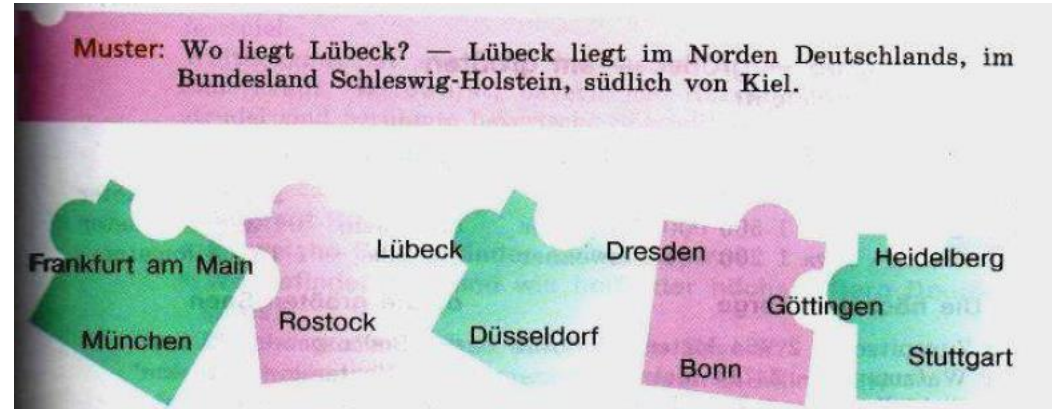 Muster: Wo liegt Lübeck? — Lübeck liegt im Norden Deutschlands, im
Bundesland Schleswig-Holstein, südlich von Kiel.
Frankfurt am Main
München
Rostock
Lübeck
Düsseldorf
Dresden
Bonn
Göttingen
Heidelberg
Stuttgart